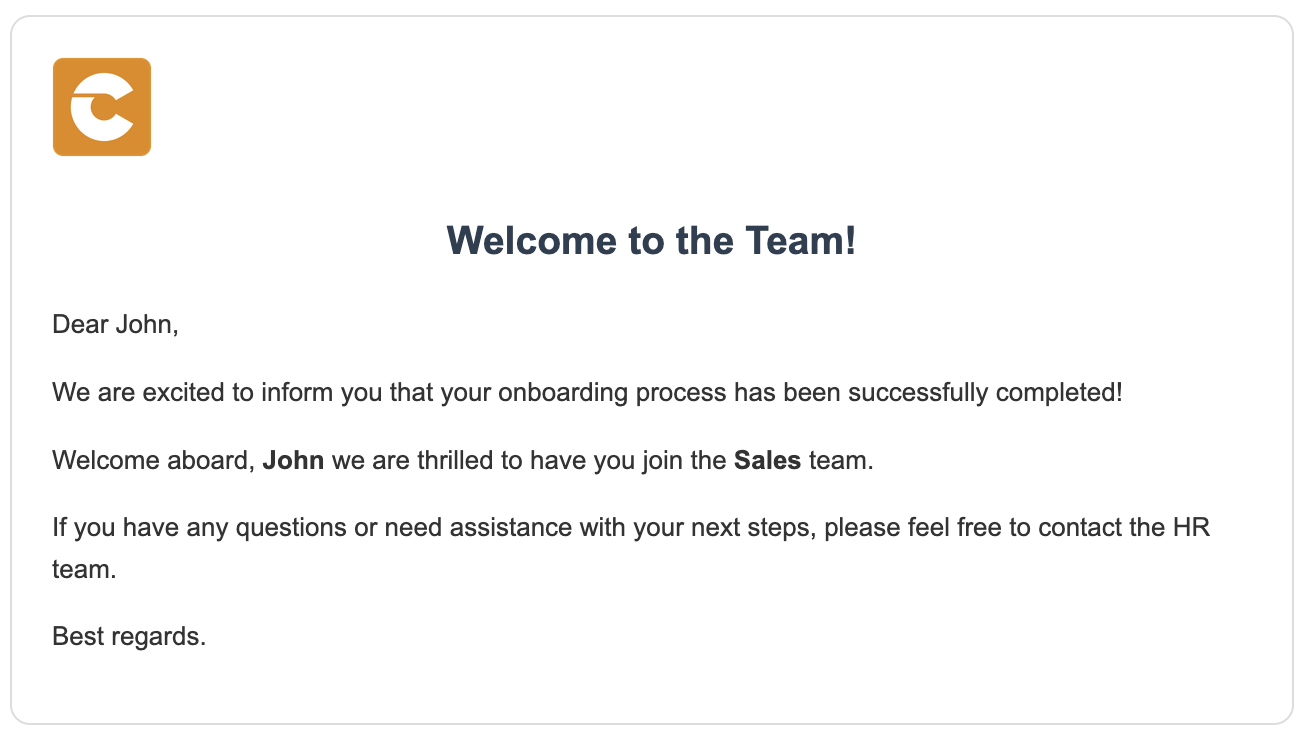 Welcome to the Team!
Dear John,
We are excited to inform you that your onboarding process has been successfully completed!
Welcome aboard, John we are thrilled to have you join the Sales team.
If you have any questions or need assistance with your next steps, please feel free to contact the HR
team.
Best regards.